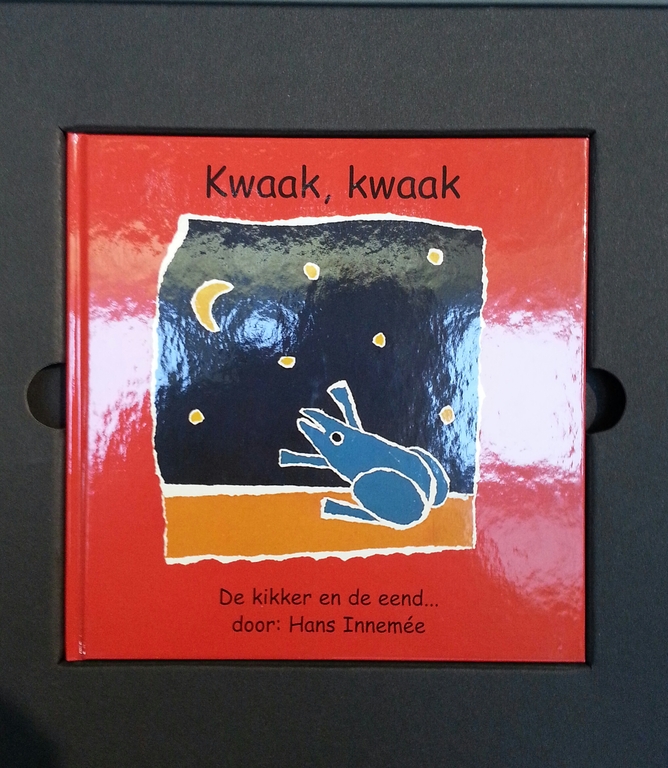 Kwaak, kwaak
De kikker en de eend...
door: Hans Innemée